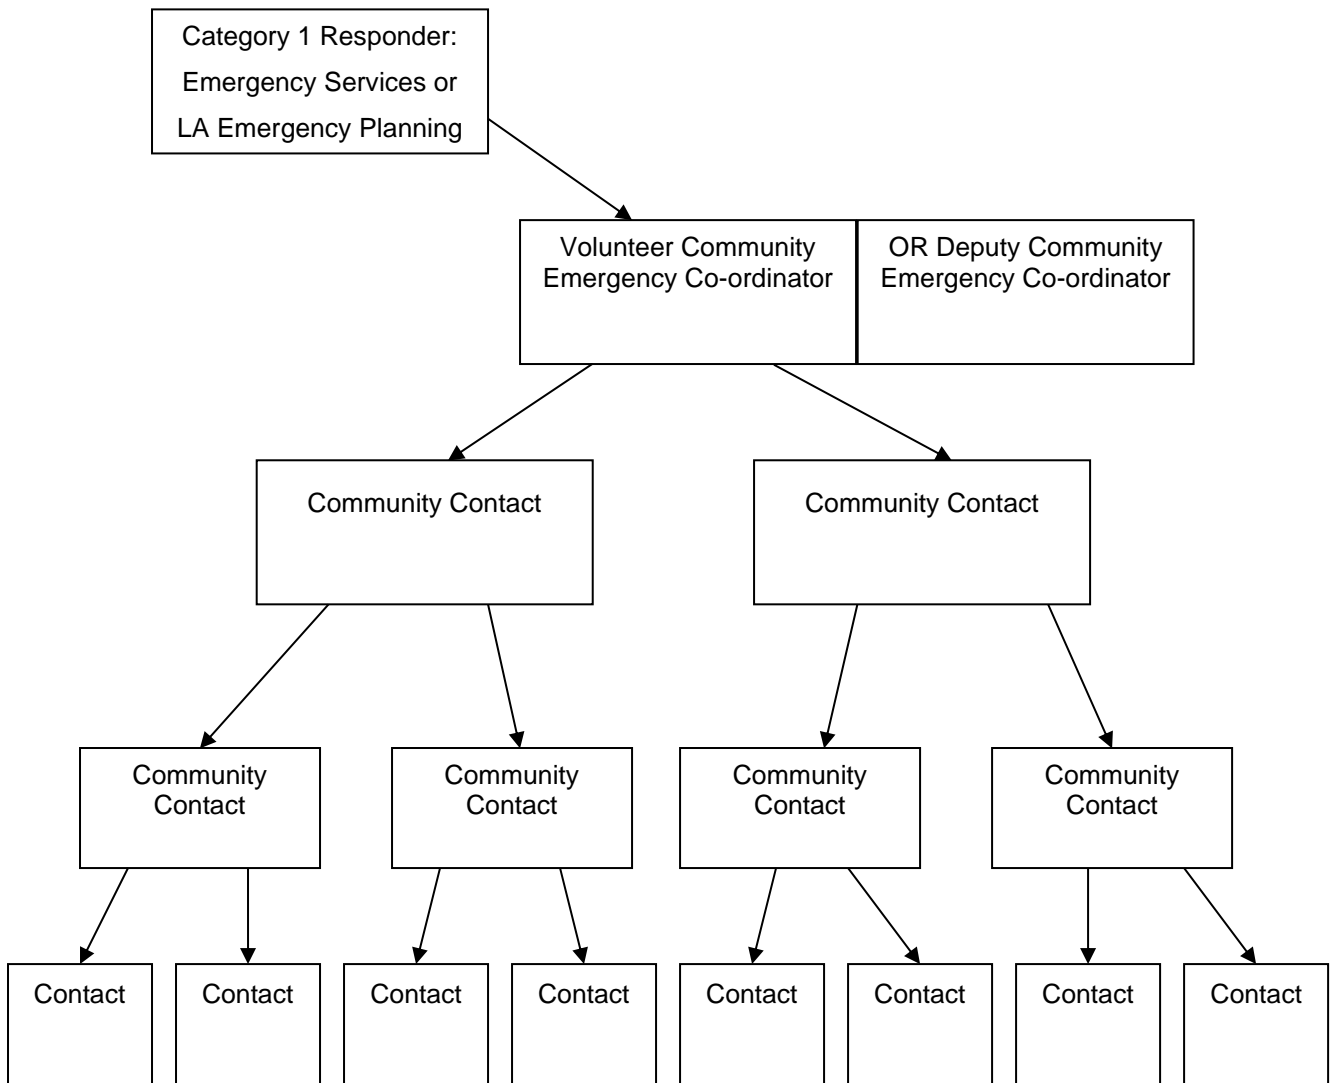 Category 1 Responder:
Emergency Services or
LA Emergency Planning
Volunteer Community
Emergency Co-ordinator
OR Deputy Community
Emergency Co-ordinator
Community Contact
Community Contact
Community
Contact
Community
Contact
Community
Contact
Community
Contact
Contact
Contact
Contact
Contact
Contact
Contact
Contact
Contact